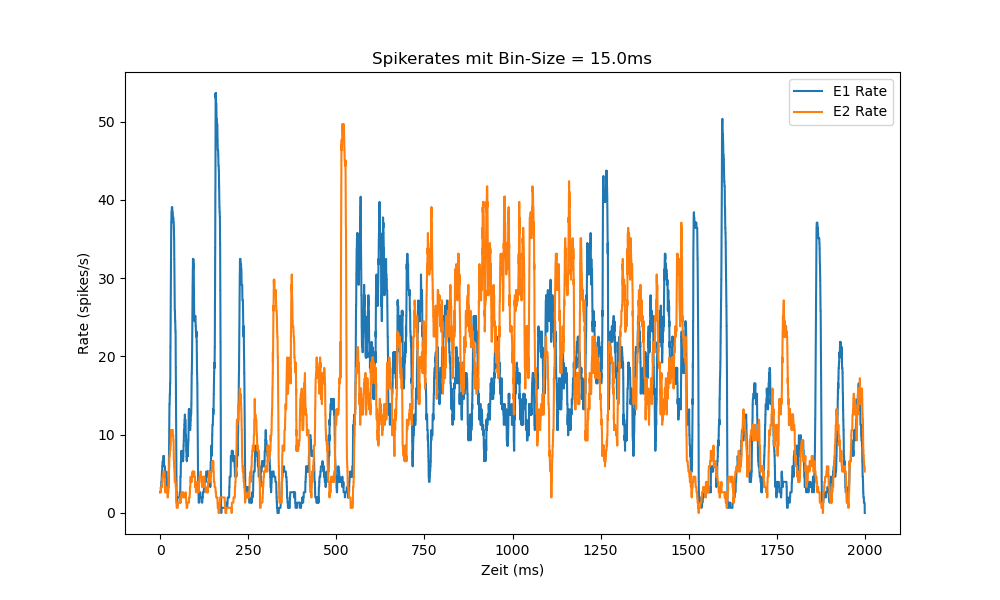 Spikerates mit Bin-Size = 15.0ms
E1 Rate
E2 Rate
Rate (spikes/s)
50
40
30
20
10
0
0 250 500 750 1000 1250 1500 1750 2000
Zeit (ms)